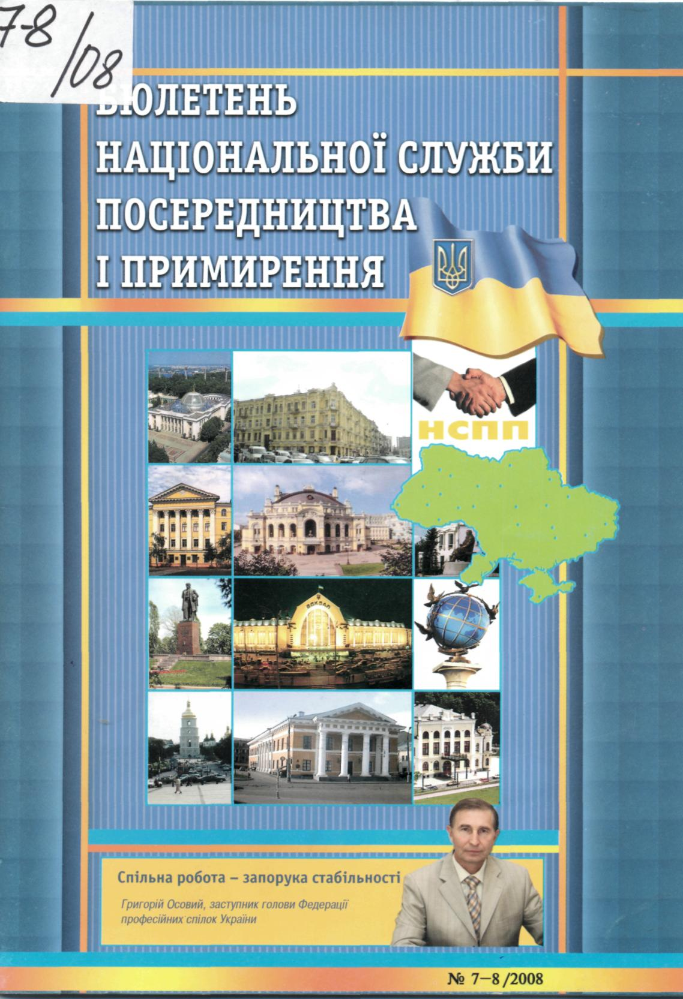 7-8/08
БЮЛЕТЕНЬ
НАЦІОНАЛЬНОЇ СЛУЖБИ
ПОСЕРЕДНИЦТВА
І ПРИМИРЕННЯ
НСПП
ВОКЗАЛ
Спільна робота – запорука стабільності
Григорій Осовий, заступник голови Федерації
професійних спілок України
№ 7–8/2008